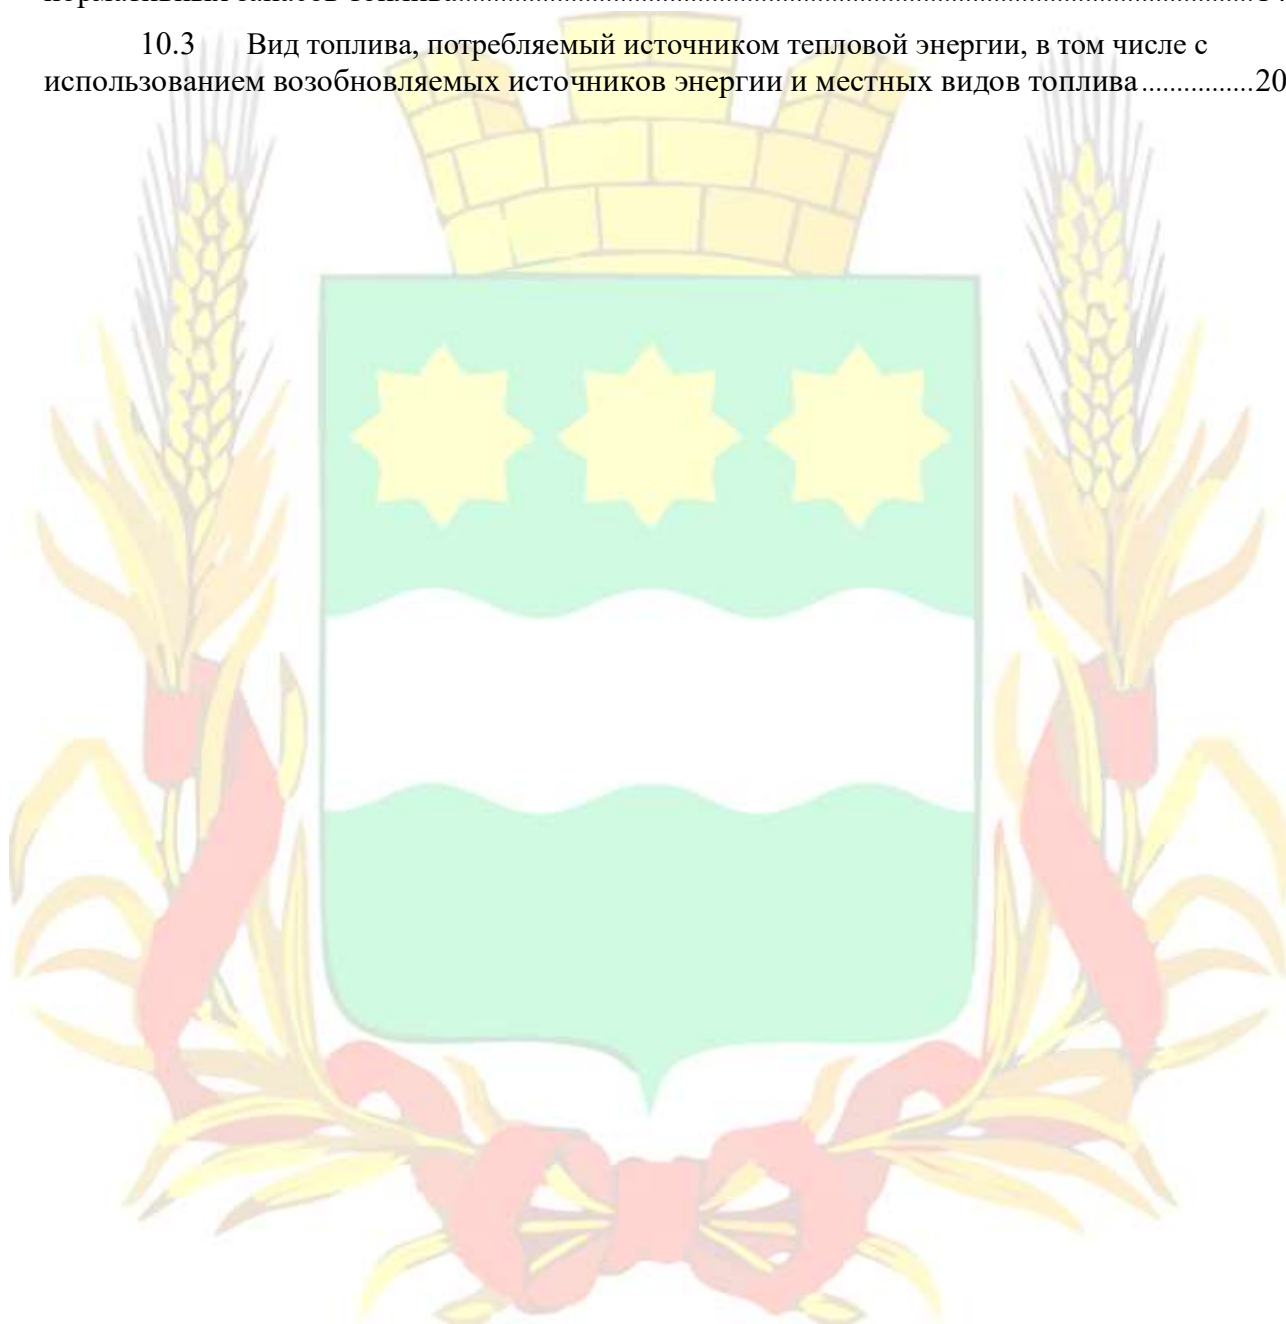 10.3 Вид топлива, потребляемый источником тепловой энергии, в том числе с
использованием возобновляемых источников энергии и местных видов топлива................20